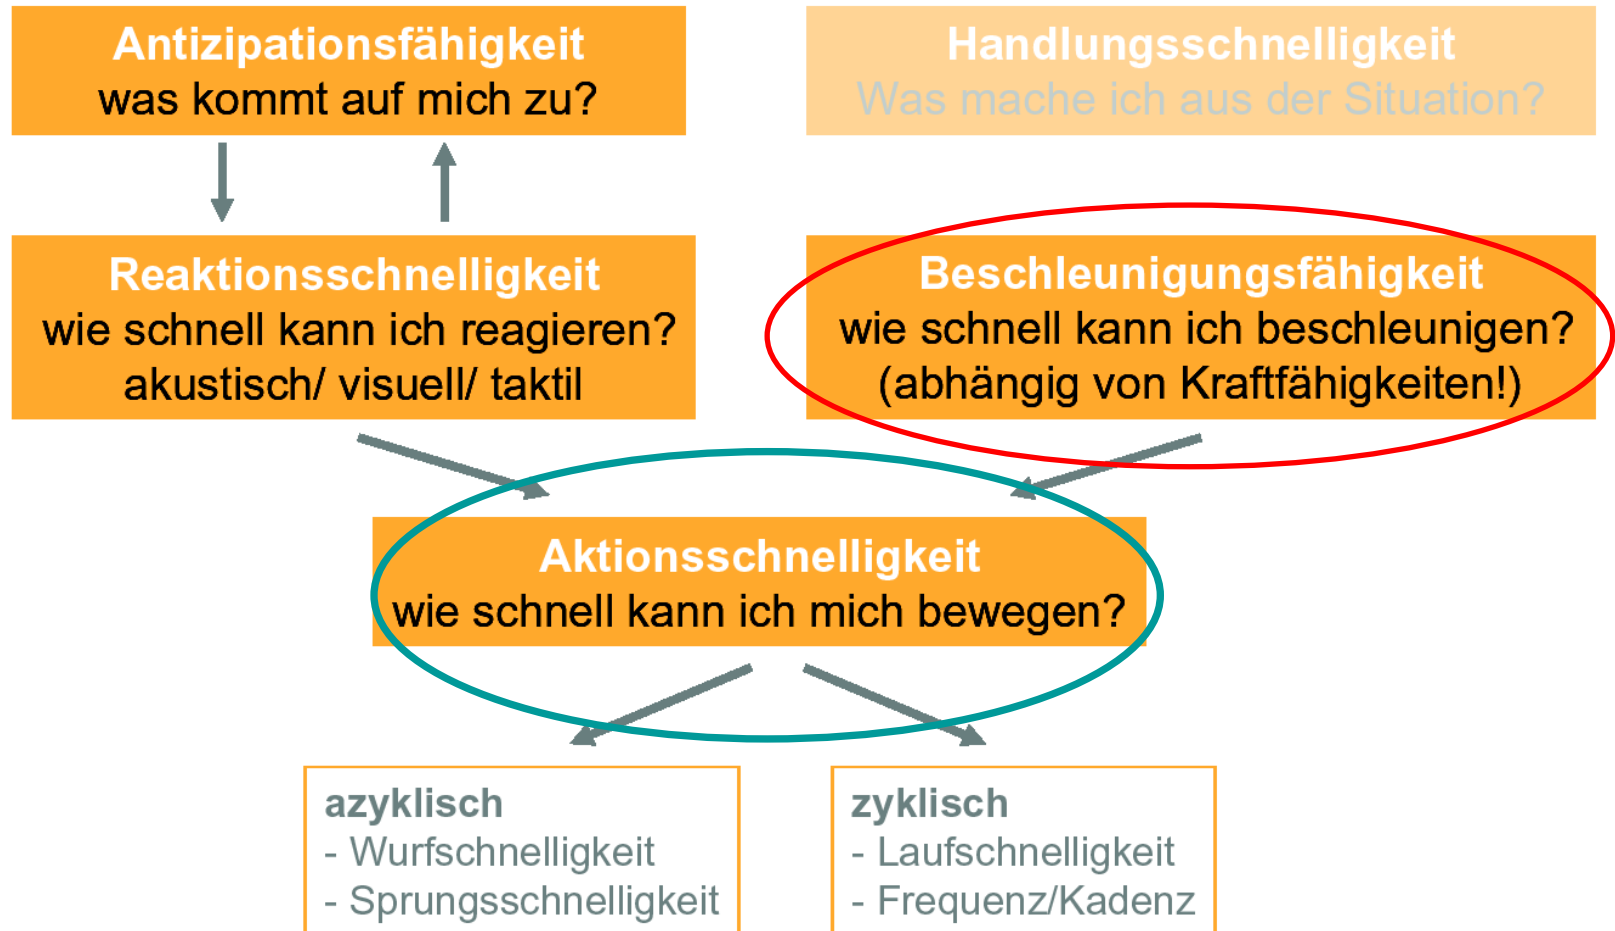 Antizipationsfähigkeit
was kommt auf mich zu?
Handlungsschnelligkeit
Was mache ich aus der Situation?
Reaktionsschnelligkeit
wie schnell kann ich reagieren?
akustisch/ visuell/ taktil
Beschleunigungsfähigkeit
wie schnell kann ich beschleunigen?
(abhängig von Kraftfähigkeiten!)
Aktionsschnelligkeit
wie schnell kann ich mich bewegen?
azyklisch
- Wurfschnelligkeit
- Sprungsschnelligkeit
zyklisch
- Laufschnelligkeit
- Frequenz/Kadenz